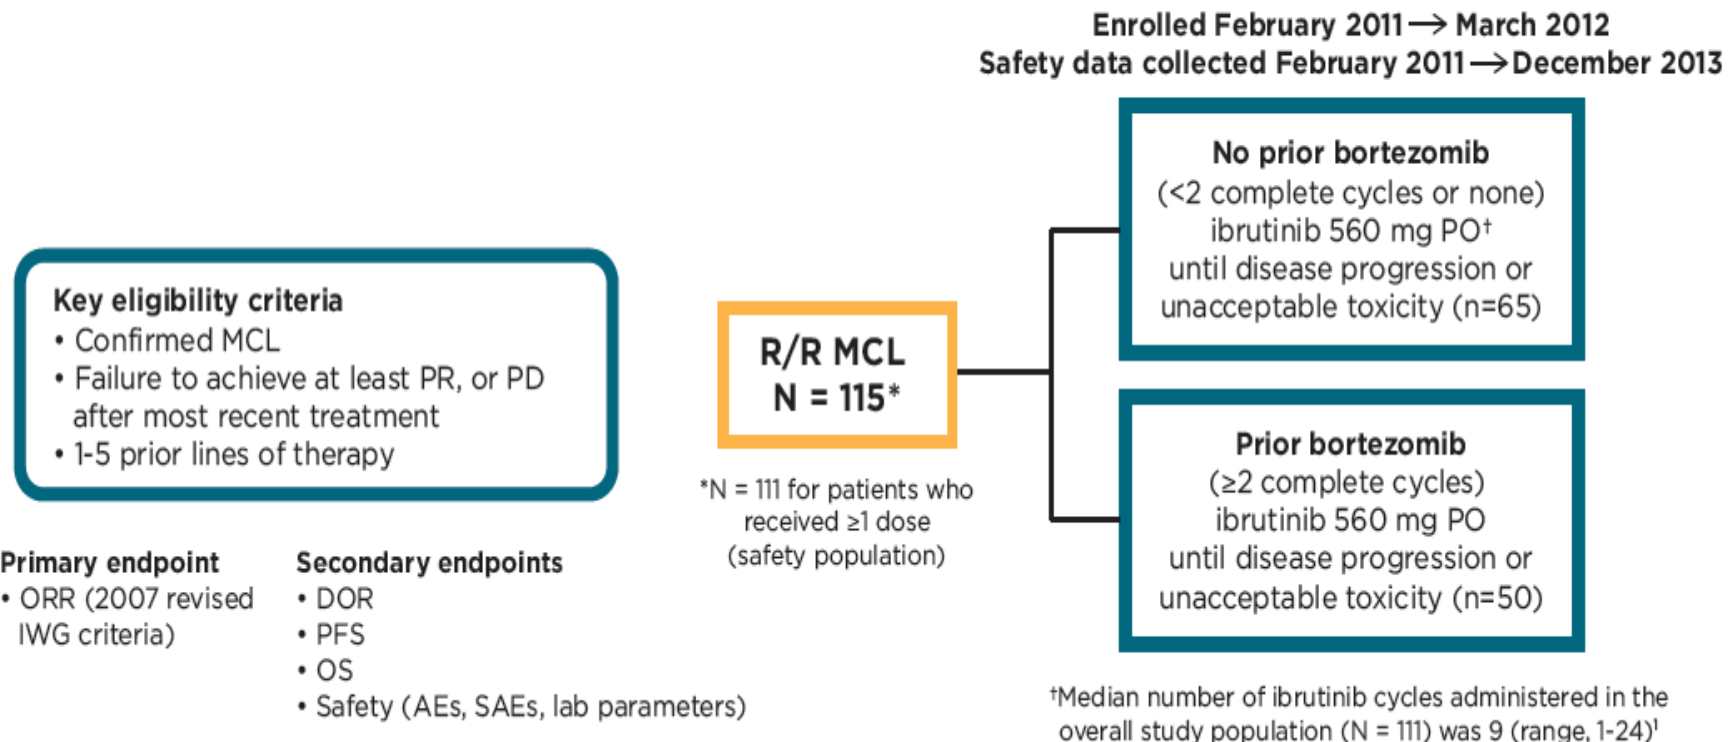 Enrolled February 2011 → March 2012
Safety data collected February 2011 → December 2013
Key eligibility criteria
• Confirmed MCL
• Failure to achieve at least PR, or PD
after most recent treatment
• 1-5 prior lines of therapy
Primary endpoint
• ORR (2007 revised
IWG criteria)
Secondary endpoints
• DOR
• PFS
• OS
• Safety (AEs, SAEs, lab parameters)
R/R MCL
N = 115*
*N = 111 for patients who
received ≥1 dose
(safety population)
No prior bortezomib
(<2 complete cycles or none)
ibrutinib 560 mg PO†
until disease progression or
unacceptable toxicity (n=65)
Prior bortezomib
(≥2 complete cycles)
ibrutinib 560 mg PO
until disease progression or
unacceptable toxicity (n=50)
†Median number of ibrutinib cycles administered in the
overall study population (N = 111) was 9 (range, 1-24)¹